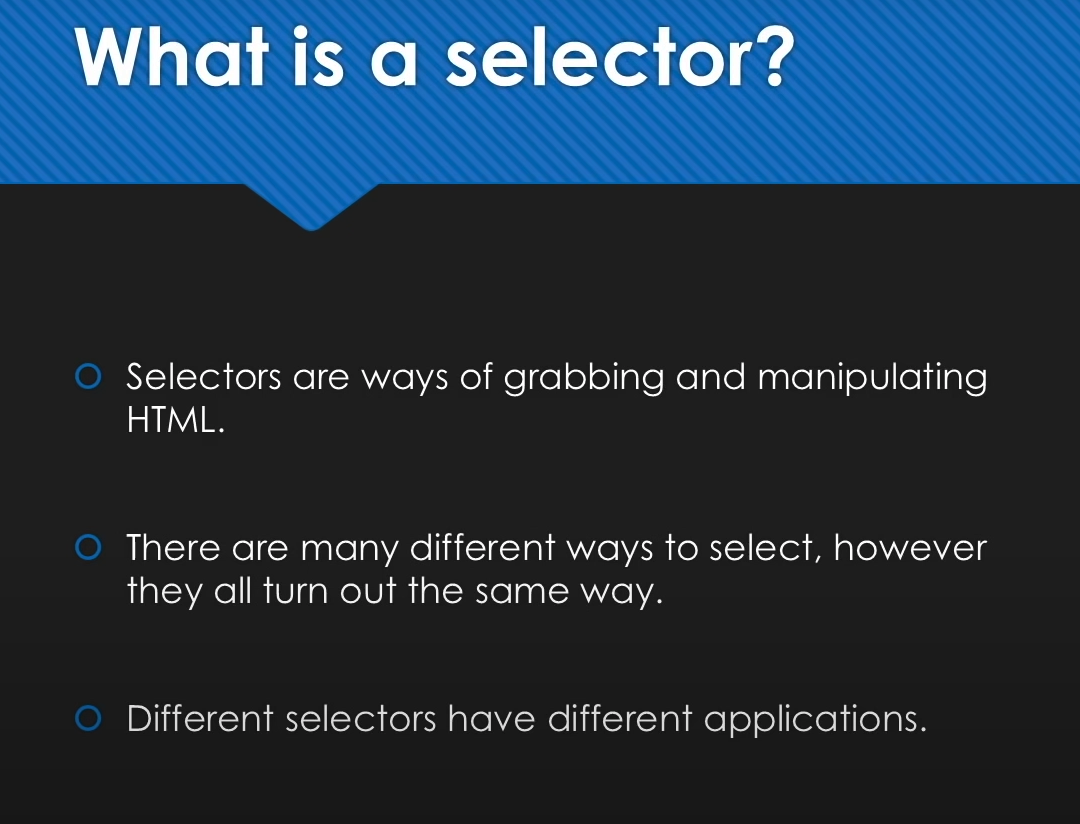 What is a selector?
Selectors are ways of grabbing and manipulating
HTML.
There are many different ways to select, however
they all turn out the same way.
Different selectors have different applications.